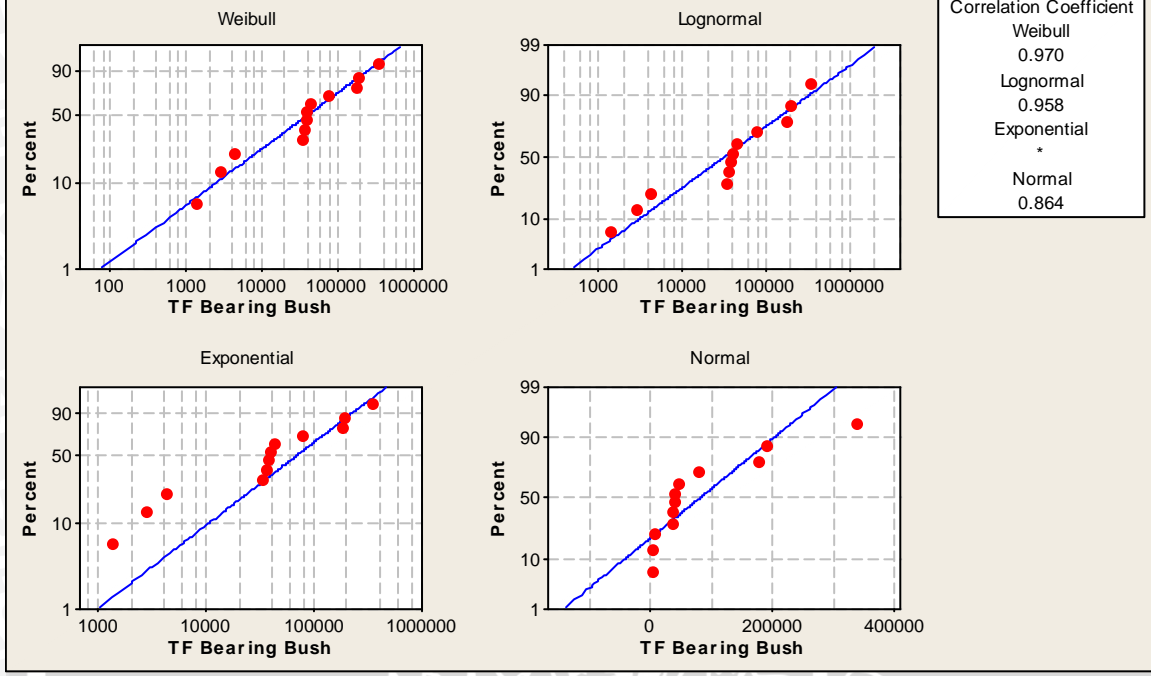 Weibull
Percent
90
50
10
1
100 1000 10000 100000 1000000
TF Bearing Bush
Lognormal
Percent
99
90
50
10
1
1000 10000 100000 1000000
TF Bearing Bush
Correlation Coefficient
Weibull
0.970
Lognormal
0.958
Exponential
*
Normal
0.864
Exponential
Percent
90
50
10
1
1000 10000 100000 1000000
TF Bearing Bush
Normal
Percent
99
90
50
10
1
0 200000 400000
TF Bearing Bush